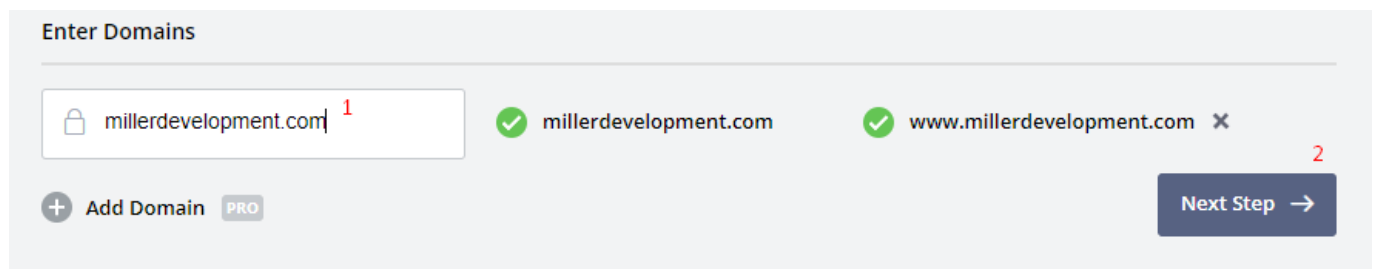 Enter Domains
millerdevelopment.com 1
millerdevelopment.com
www.millerdevelopment.com
2
Add Domain PRO
Next Step